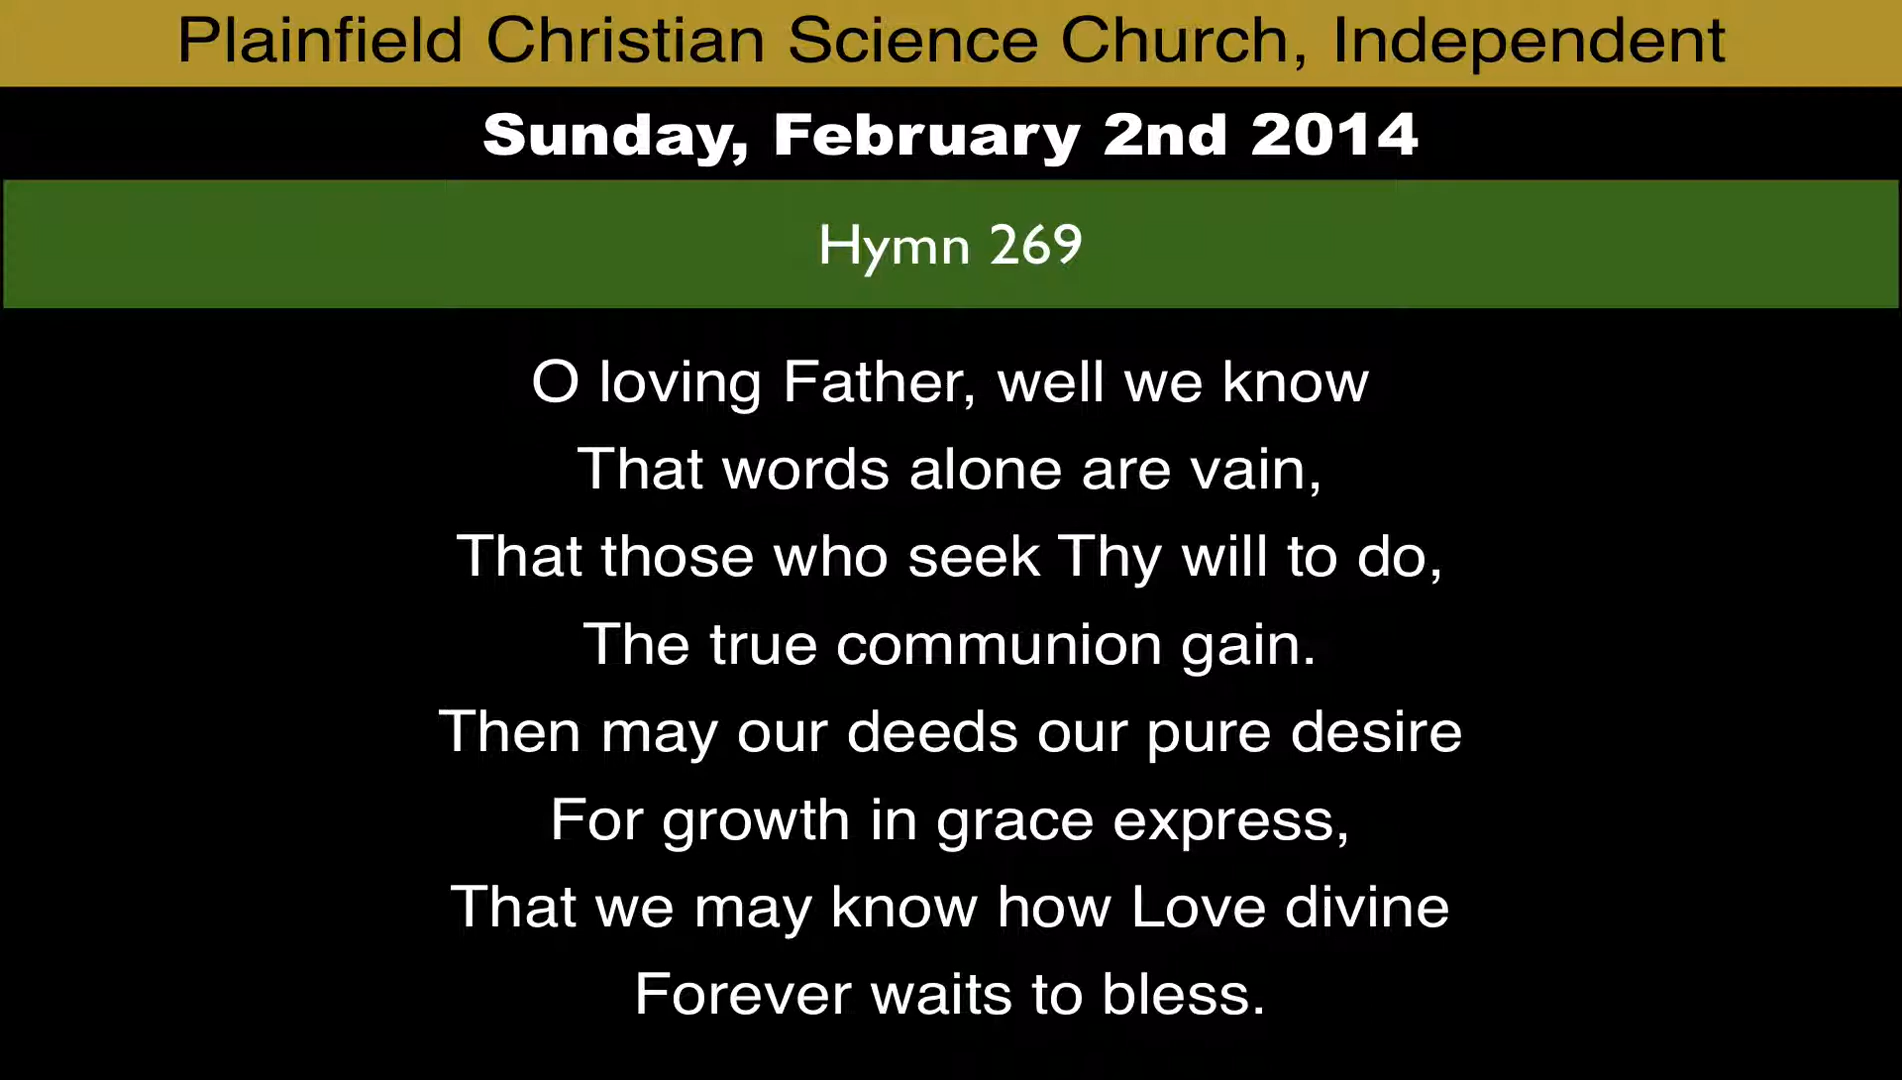 Plainfield Christian Science Church, Independent
Sunday, February 2nd 2014
Hymn 269
O loving Father, well we know
That words alone are vain,
That those who seek Thy will to do,
The true communion gain.
Then may our deeds our pure desire
For growth in grace express,
That we may know how Love divine
Forever waits to bless.